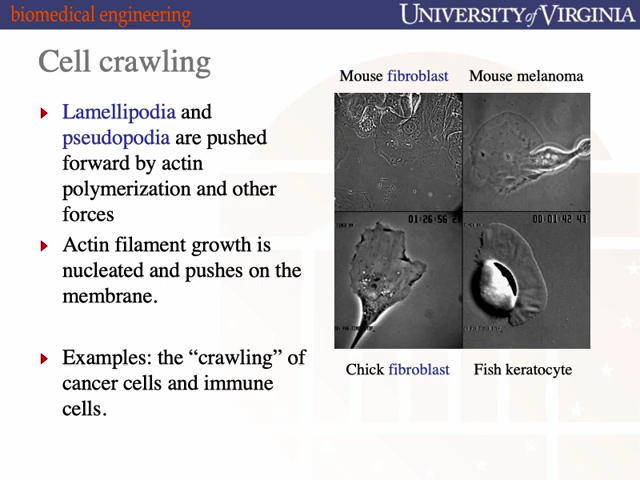 biomedical engineering
UNIVERSITY of VIRGINIA
Cell crawling
Lamellipodia and
pseudopodia are pushed
forward by actin
polymerization and other
forces
Actin filament growth is
nucleated and pushes on the
membrane.
Examples: the “crawling” of
cancer cells and immune
cells.
Mouse fibroblast
Mouse melanoma
01:26:56
00:01:42 43
Chick fibroblast
Fish keratocyte